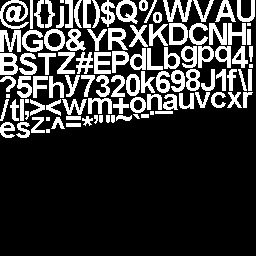 @|{}j]([)$Q%WVAU
MGO&YRXKDCNHi
BSTZ#EPdLbgpq4!
?5Fhy7320k698J1f\l
/tl;><wm+onauvcxr
esz:^=*,'"~`-.—